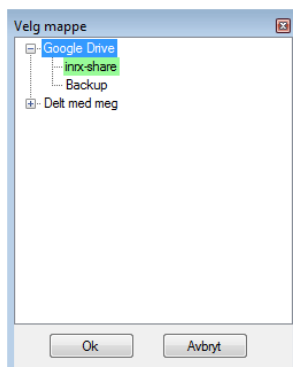 Velg mappe
Google Drive
inrx-share
Backup
Delt med meg
Ok Avbryt